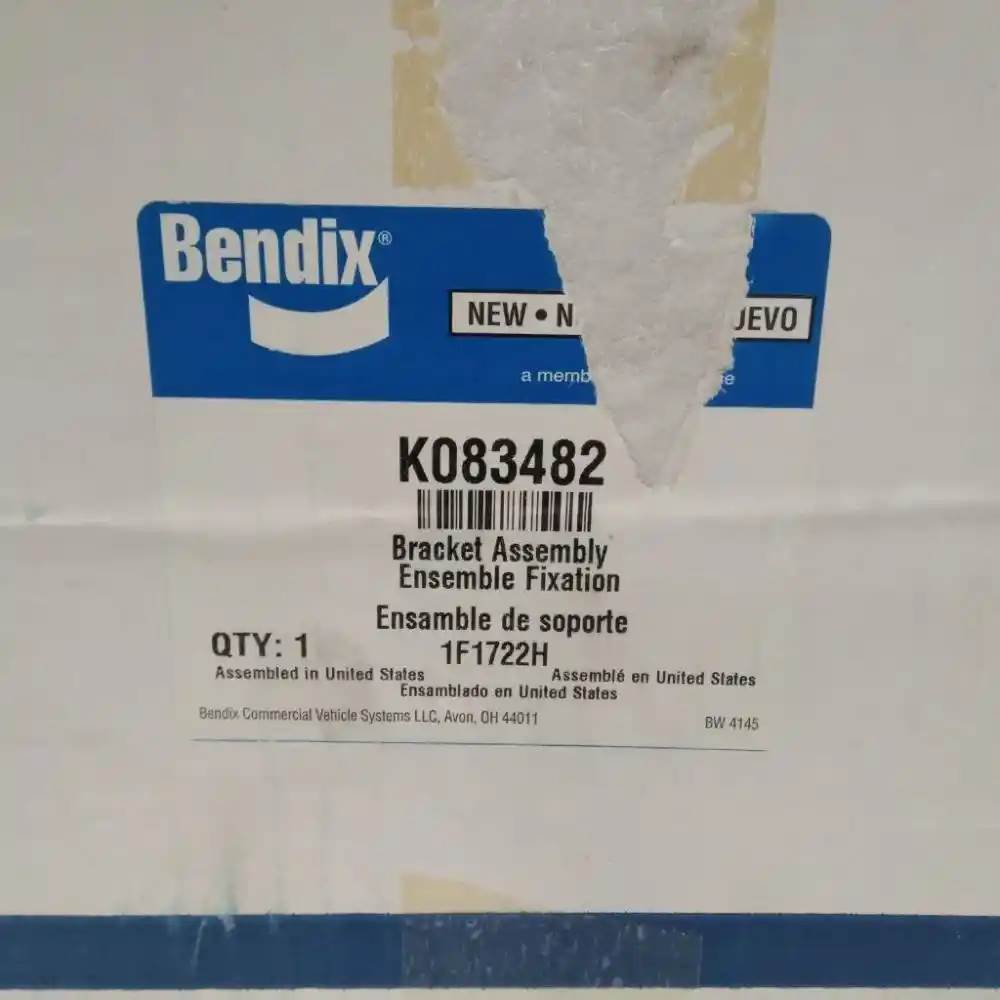 Bendix®
NEW • N UEVO
a memb e
K083482
Bracket Assembly
Ensemble Fixation
Ensamble de soporte
QTY: 1 1F1722H
Assembled in United States Assemblé en United States
Ensamblado en United States
Bendix Commercial Vehicle Systems LLC, Avon, OH 44011 BW 4145